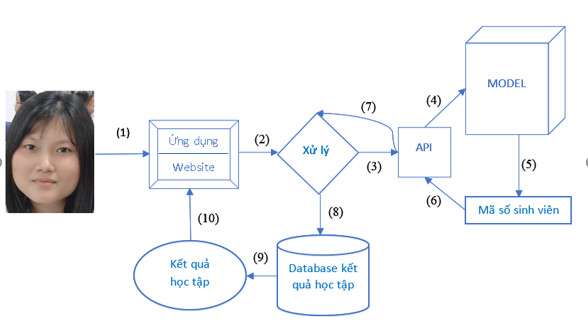 (7)
(4)
MODEL
(1)
Ứng dụng
Website
(2)
Xử lý
(3)
API
(5)
(6)
Mã số sinh viên
(10)
(8)
Kết quả
học tập
(9)
Database kết
quả học tập